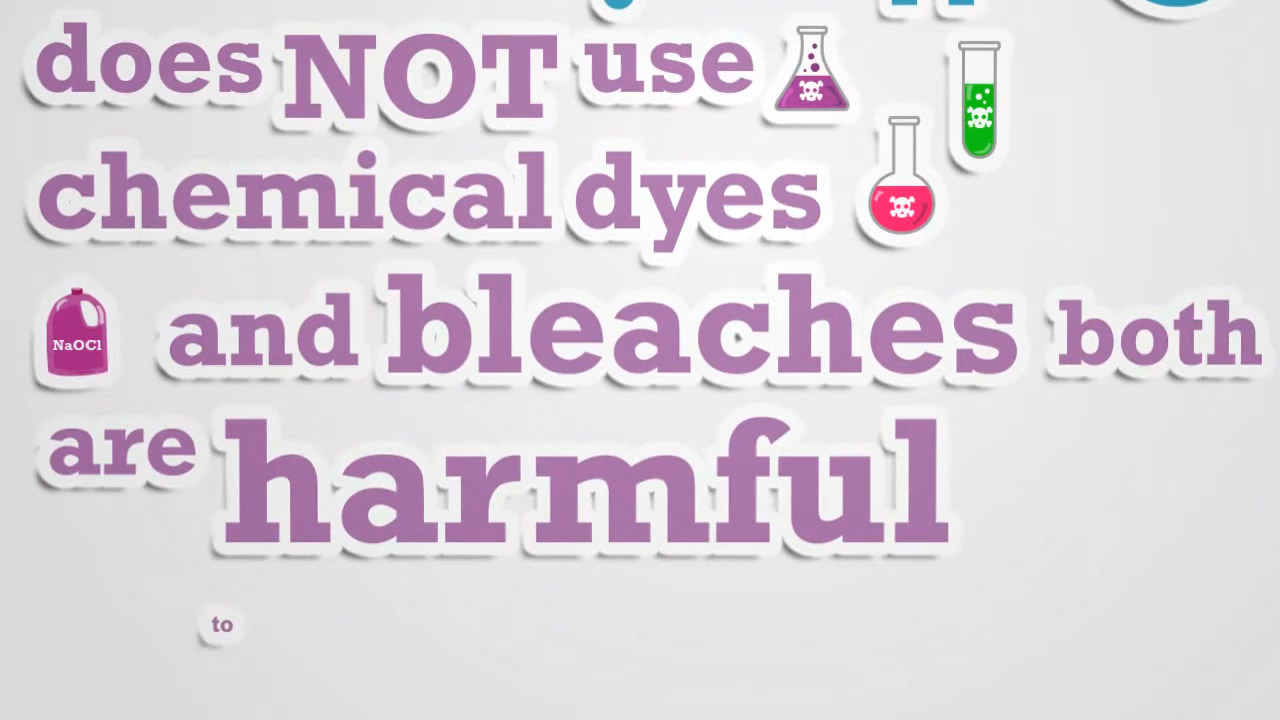 does NOT use
chemical dyes
NaOCl and bleaches both
are harmful
to